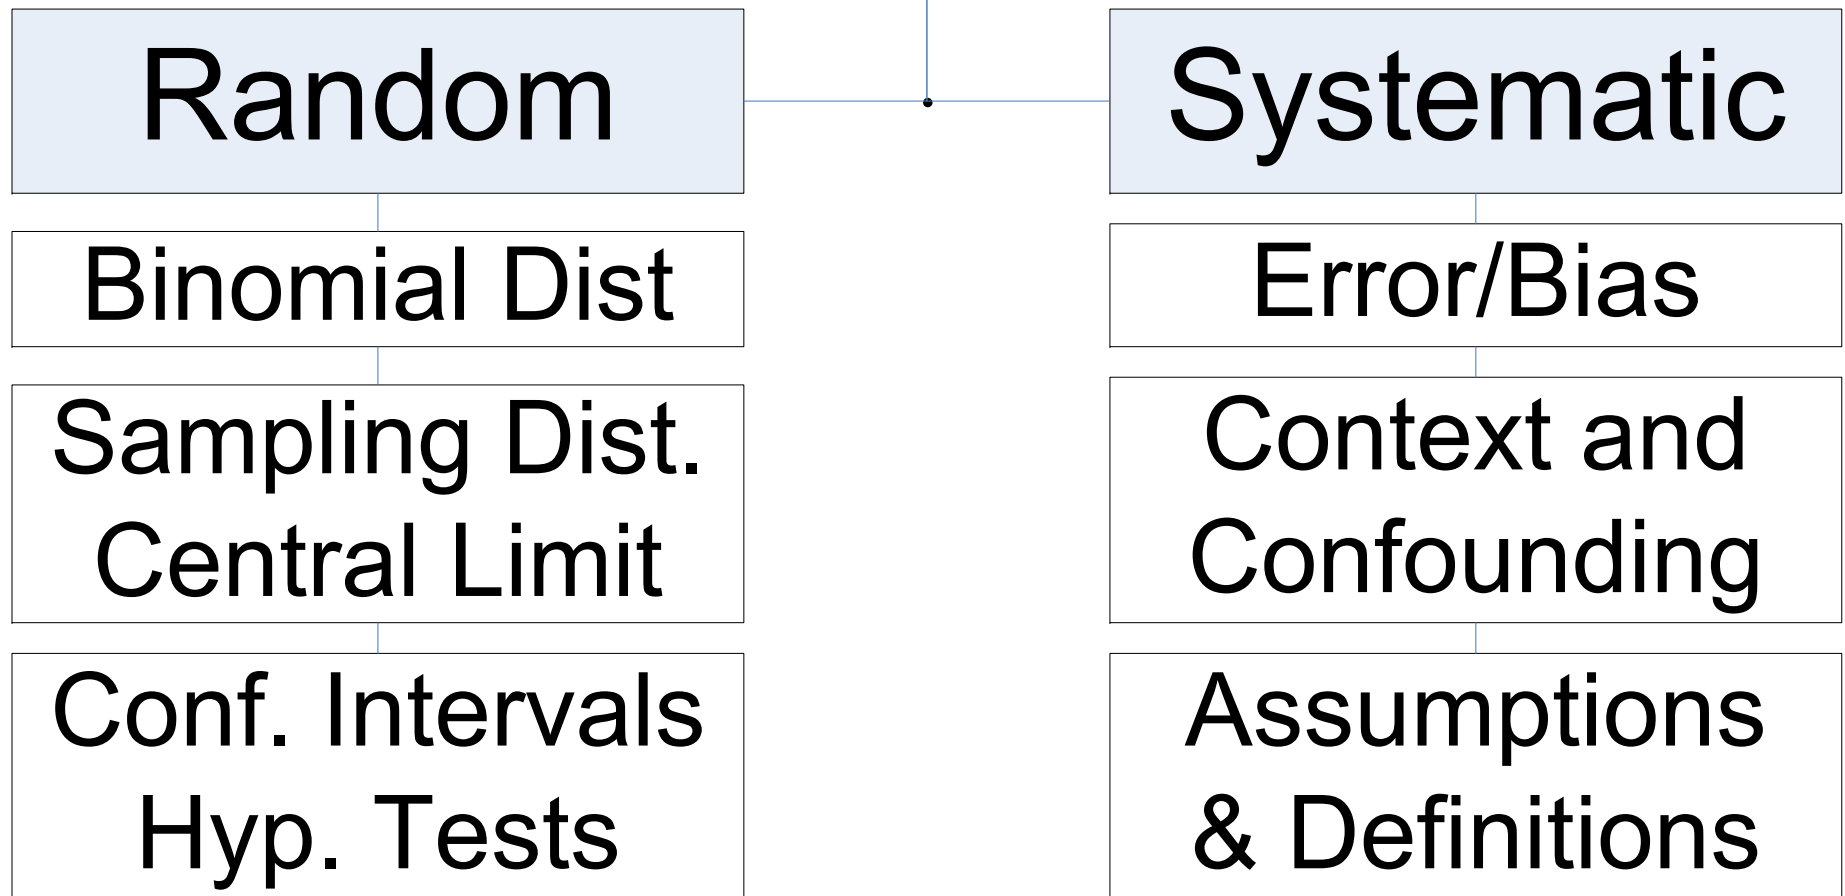 Random
Binomial Dist
Sampling Dist.
Central Limit
Conf. Intervals
Hyp. Tests
Systematic
Error/Bias
Context and
Confounding
Assumptions
& Definitions